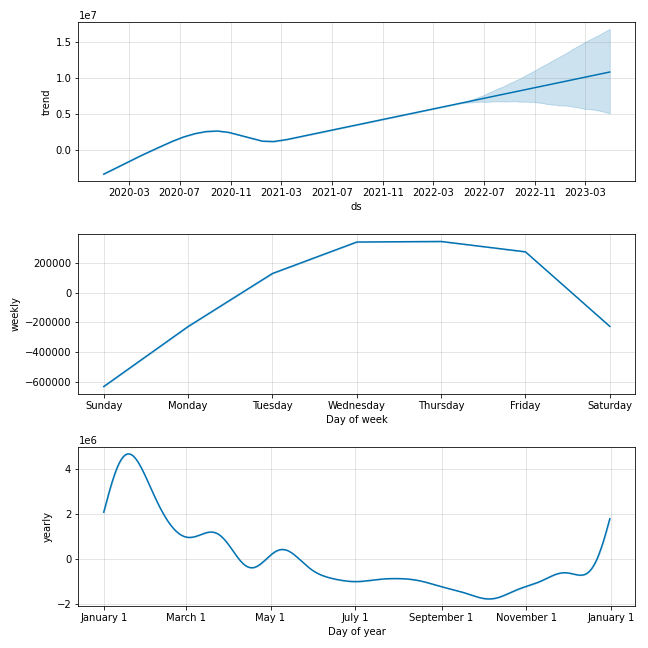 1e7
1.5
1.0
0.5
0.0
trend
2020-03 2020-07 2020-11 2021-03 2021-07 2021-11 2022-03 2022-07 2022-11 2023-03
ds
200000
0
−200000
−400000
−600000
weekly
Sunday Monday Tuesday Wednesday Thursday Friday Saturday
Day of week
1e6
4
2
0
−2
yearly
January 1 March 1 May 1 July 1 September 1 November 1 January 1
Day of year